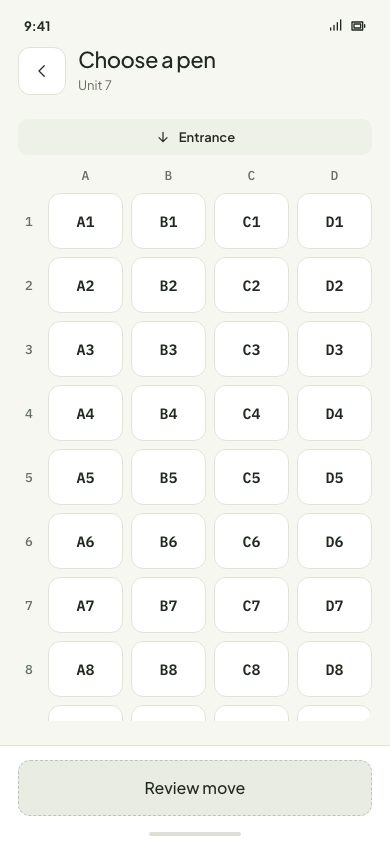 9:41
Choose a pen
Unit 7
↓ Entrance
A B C D
1 A1 B1 C1 D1
2 A2 B2 C2 D2
3 A3 B3 C3 D3
4 A4 B4 C4 D4
5 A5 B5 C5 D5
6 A6 B6 C6 D6
7 A7 B7 C7 D7
8 A8 B8 C8 D8
Review move